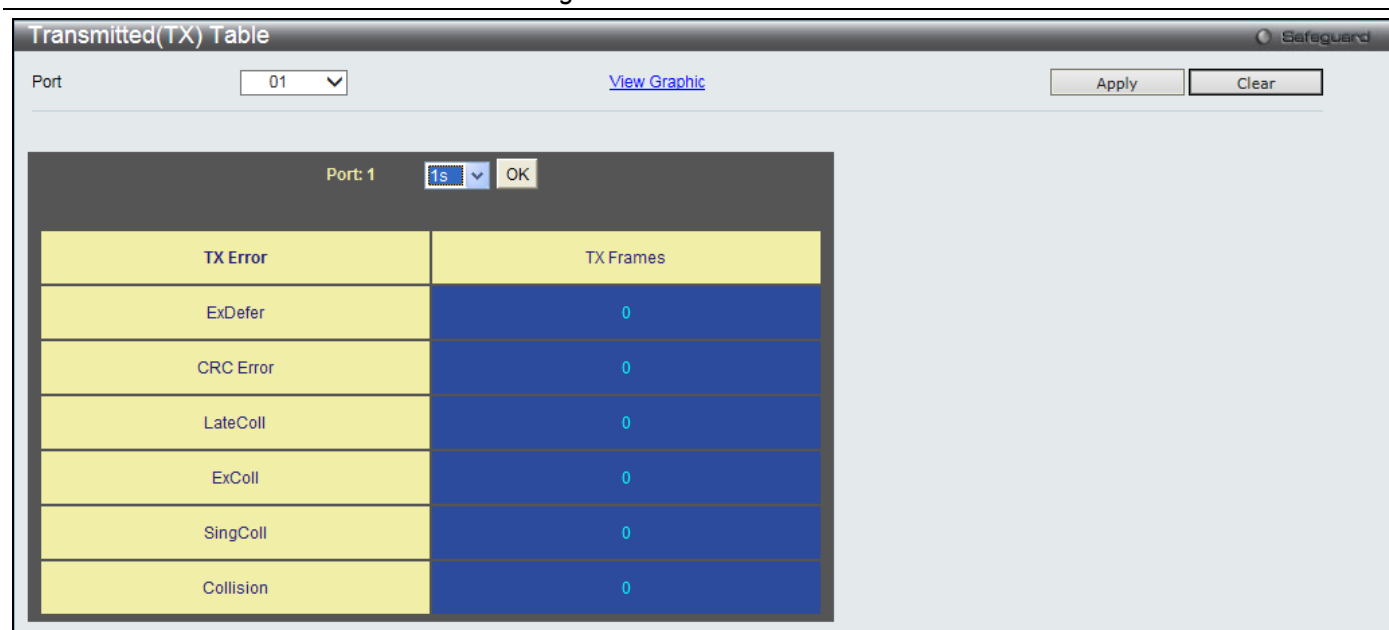 Transmitted(TX) Table
Safeguard
Port 01 View Graphic Apply Clear
Port: 1 1s OK
TX Error TX Frames
ExDefer 0
CRC Error 0
LateColl 0
ExColl 0
SingColl 0
Collision 0